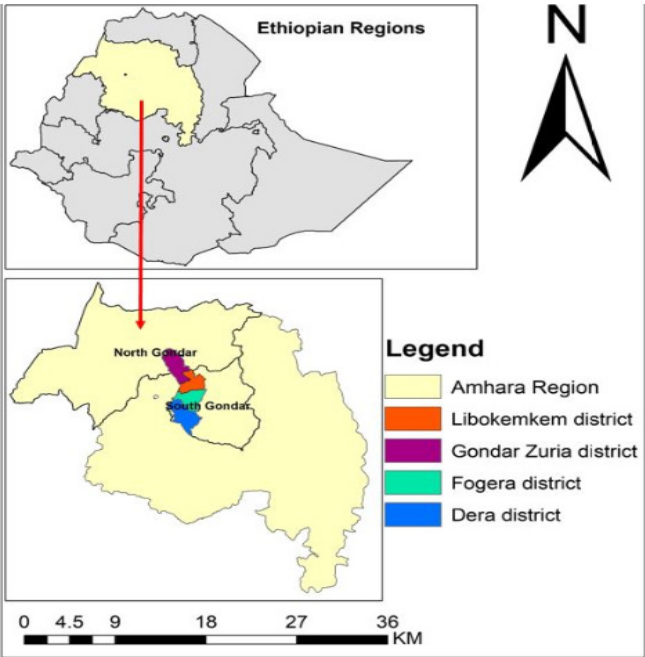 Ethiopian Regions
N
North Gondar
South Gondar
Legend
Amhara Region
Libokemkem district
Gondar Zuria district
Fogera district
Dera district
0 4.5 9 18 27 36
KM